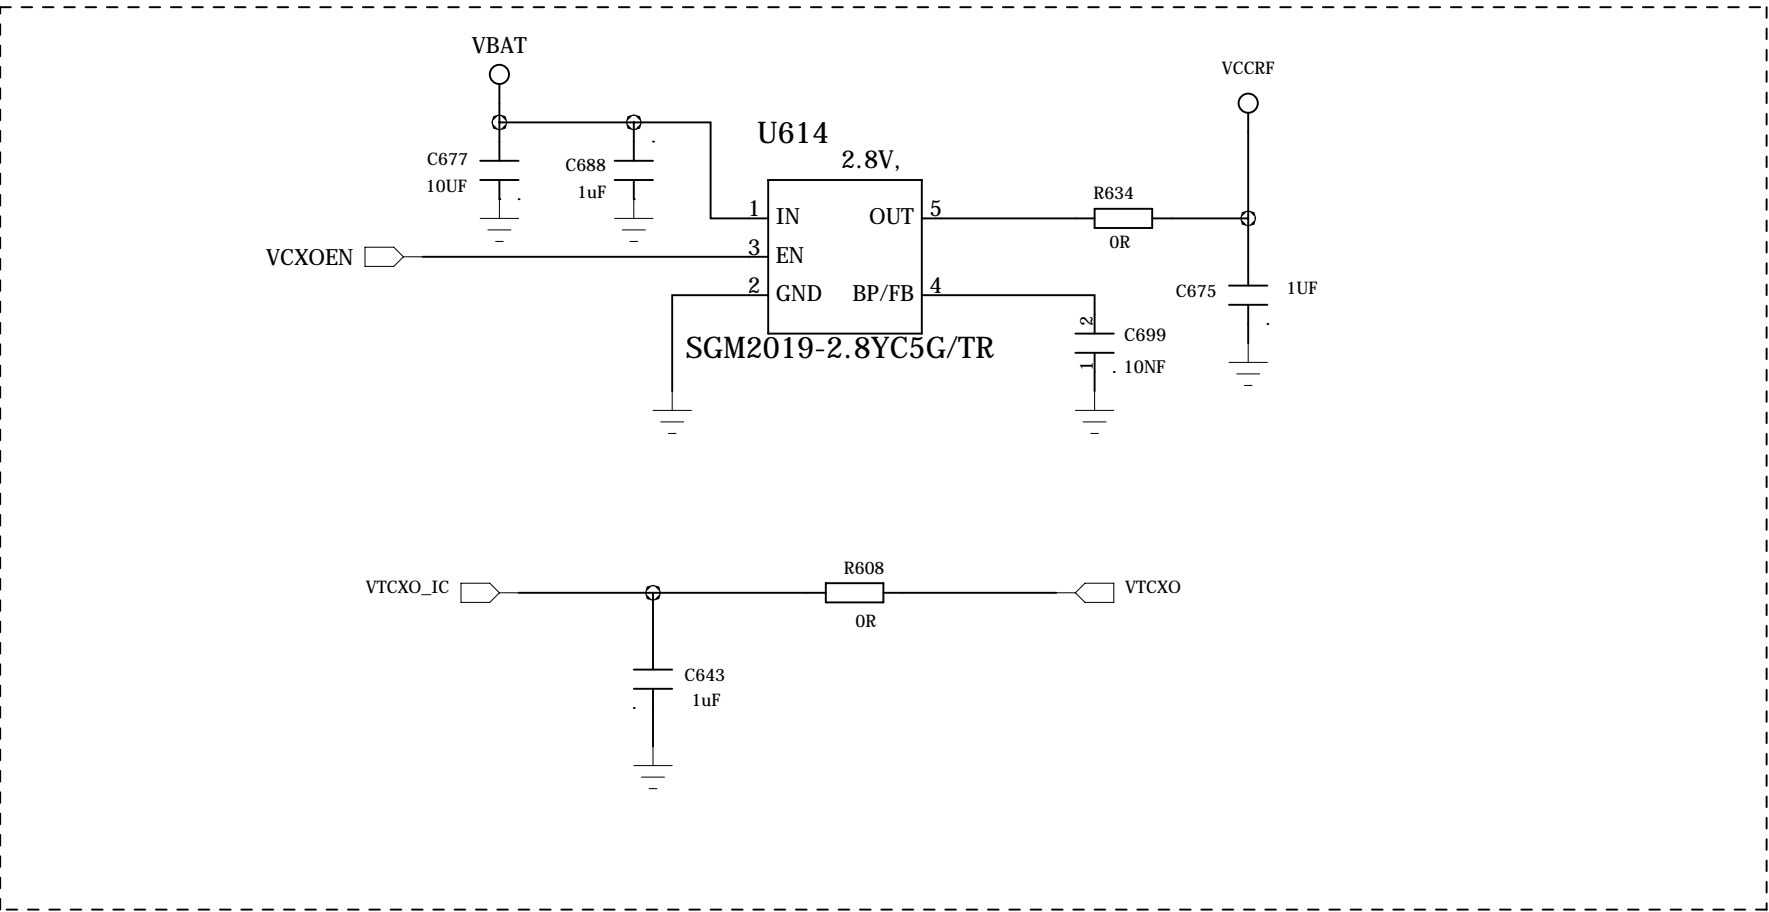 VBAT
VCCRF
U614
2.8V,
C677
10UF
.
C688
1uF
.
1
IN
OUT
5
R634
0R
VCXOEN
3
EN
2
GND
BP/FB
4
C675
1UF
.
SGM2019-2.8YC5G/TR
2
C699
1
. 10NF
VTCXO_IC
R608
0R
VTCXO
C643
1uF
.